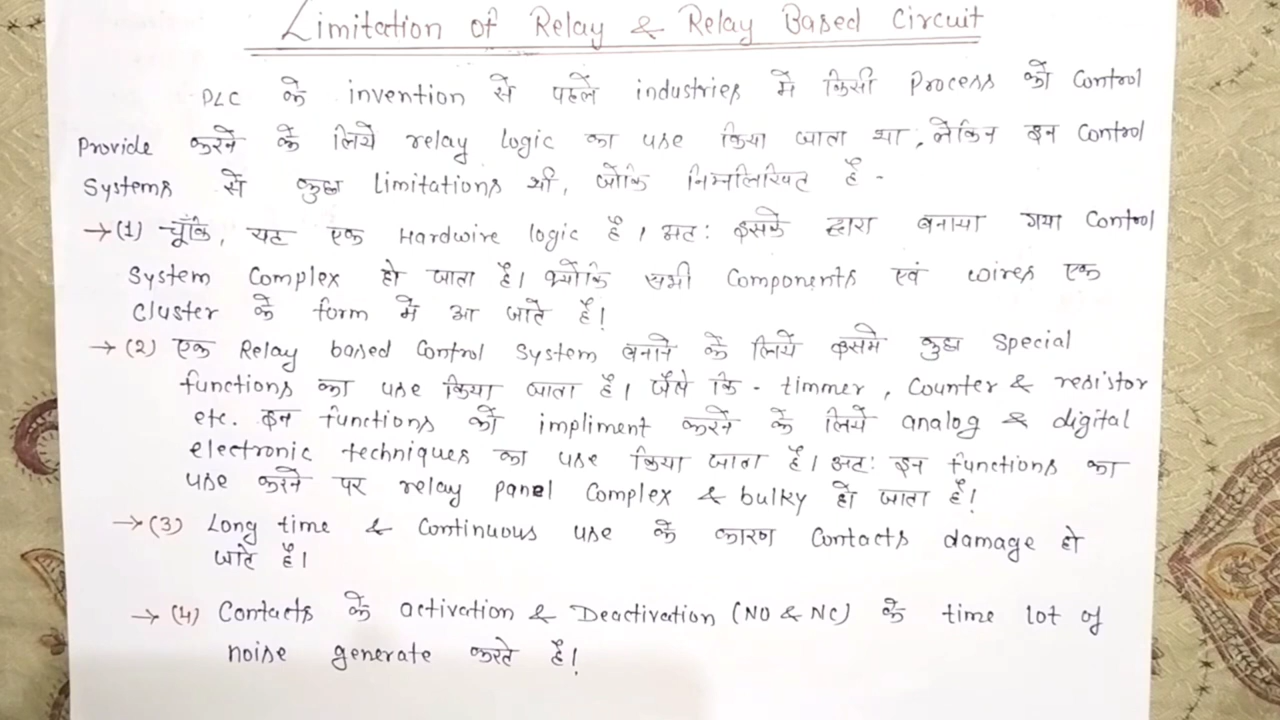 Limitation of Relay & Relay Based Circuit
PLC के invention से पहले industries में किसी Process को Control
Provide करने के लिये relay logic का use किया जाता था, लेकिन इन Control
Systems से कुछ limitations थी, जोकि निम्नलिखित है -
→ (1) चूँकि, यह एक Hardwire logic है। अत: इसके द्वारा बनाया गया Control
System Complex हो जाता है। क्योंकि सभी Components एवं wires एक
Cluster के form में आ जाते हैं।
→ (2) एक Relay based Control System बनाने के लिये इसमे कुछ Special
functions का use किया जाता है। जैसे कि - timmer, Counter & resistor
etc. इन functions को impliment करने के लिये analog & digital
electronic techniques का use किया जाता है। अत: इन functions का
use करने पर relay panel Complex & bulky हो जाता है।
→ (3) Long time & Continuous use के कारण Contacts damage हो
जाते हैं।
→ (4) Contacts के activation & Deactivation (NO & NC) के time lot of
noise generate करते है।